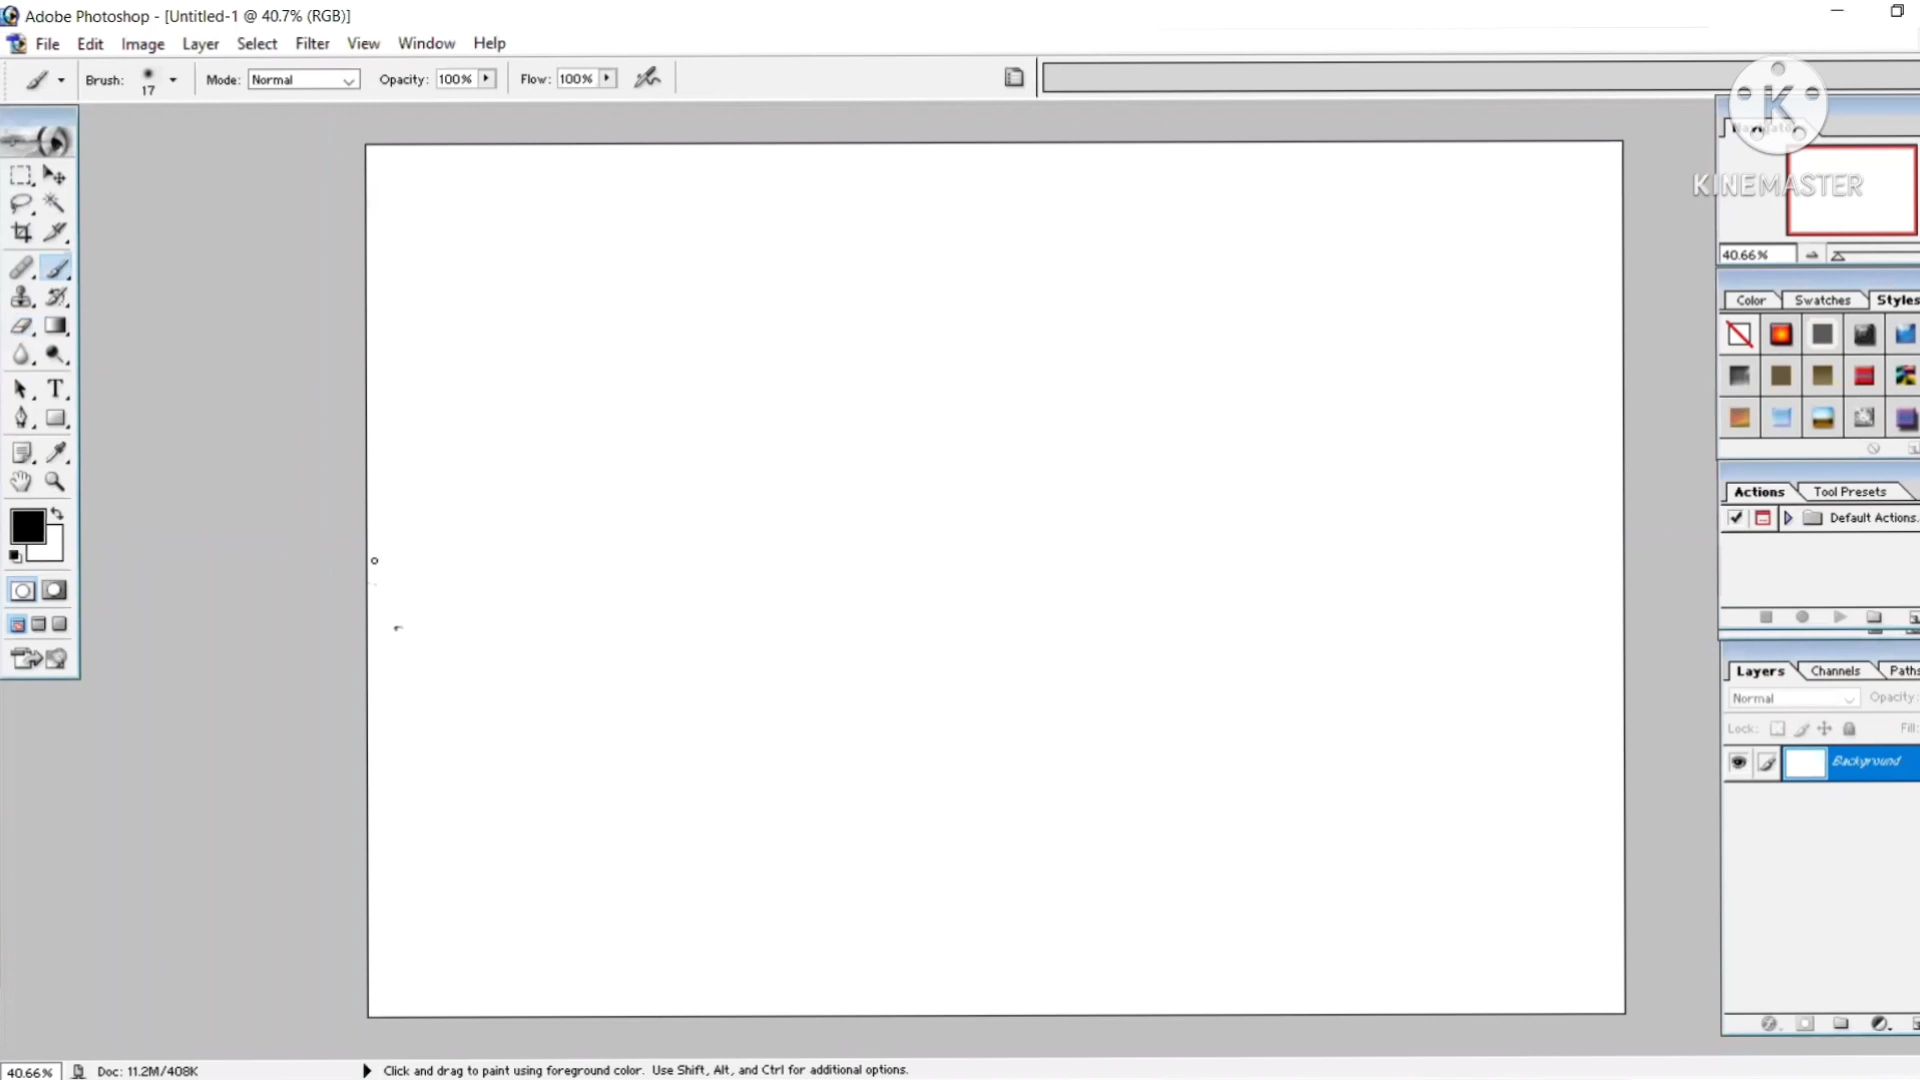 Adobe Photoshop - [Untitled-1 @ 40.7% (RGB)]
File Edit Image Layer Select Filter View Window Help
Brush: 17 Mode: Normal Opacity: 100% Flow: 100%
K
KINEMASTER
40.66%
Color Swatches Styles
T
Actions Tool Presets
Default Actions.
Layers Channels Paths
Normal Opacity:
Lock: Fill:
Background
40.66% Doc: 11.2M/408K Click and drag to paint using foreground color. Use Shift, Alt, and Ctrl for additional options.